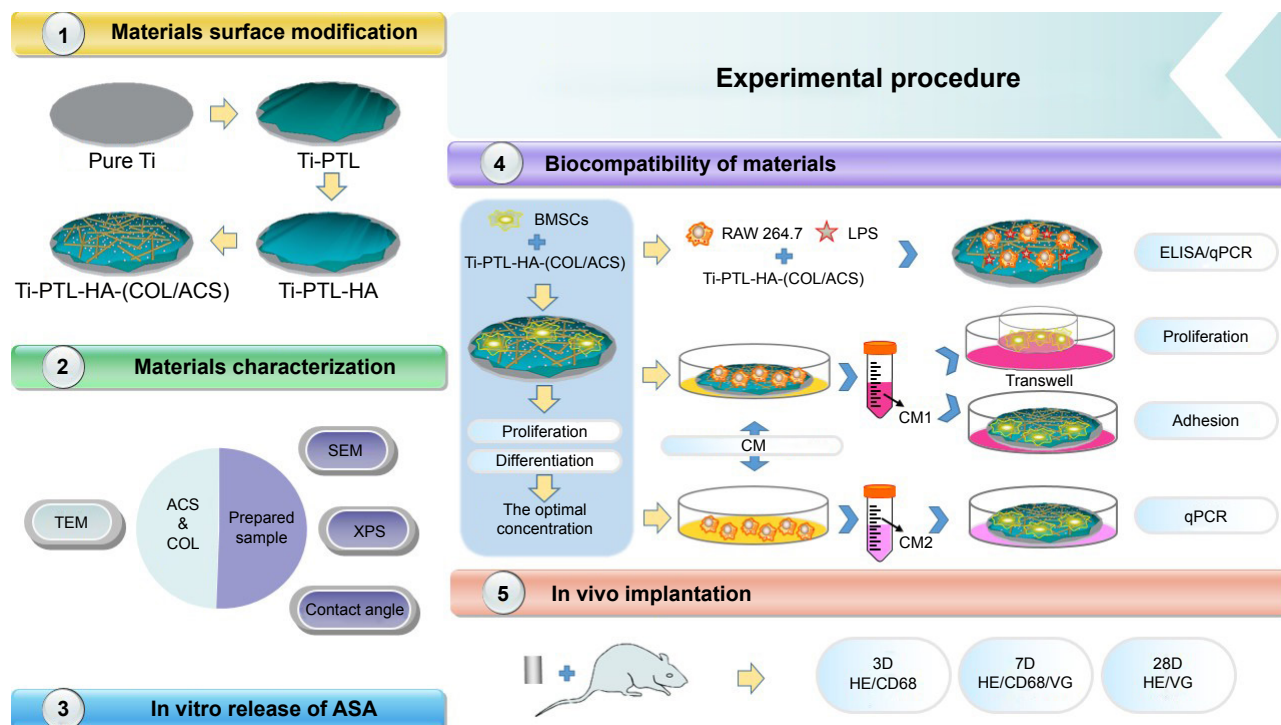 1
Materials surface modification
Pure Ti
Ti-PTL
Ti-PTL-HA-(COL/ACS)
Ti-PTL-HA
2
Materials characterization
TEM
ACS
&
COL
Prepared
sample
SEM
XPS
Contact angle
3
In vitro release of ASA
Experimental procedure
4
Biocompatibility of materials
BMSCs
Ti-PTL-HA-(COL/ACS)
Proliferation
Differentiation
The optimal
concentration
RAW 264.7
LPS
Ti-PTL-HA-(COL/ACS)
ELISA/qPCR
CM1
Transwell
Proliferation
Adhesion
CM
CM2
qPCR
5
In vivo implantation
3D
HE/CD68
7D
HE/CD68/VG
28D
HE/VG